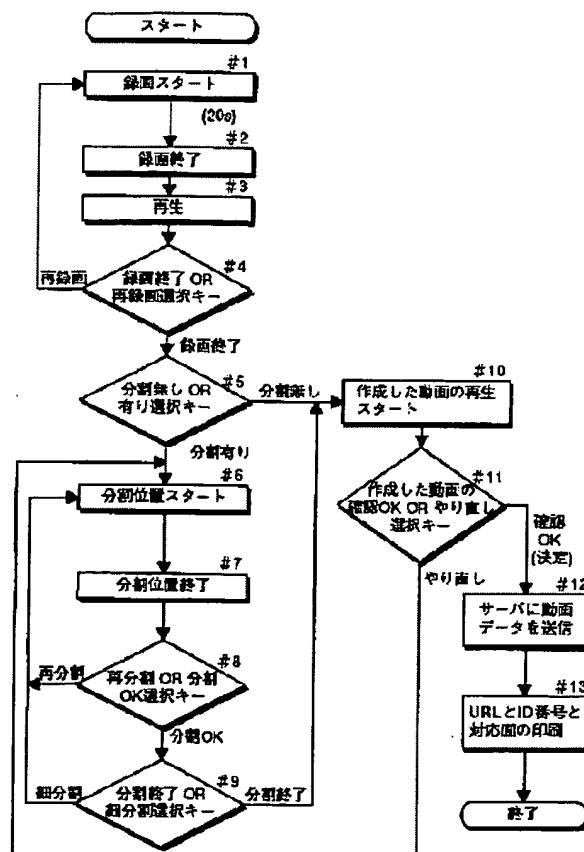 スタート
#1
録画スタート
(20s)
#2
録画終了
#3
再生
#4
録画終了 OR
再録画選択キー
再録画
録画終了
#5
分割無し OR
有り選択キー
分割無し
分割有り
#6
分割位置スタート
#7
分割位置終了
#8
再分割 OR 分割
OK選択キー
再分割
分割OK
#9
分割終了 OR
細分割選択キー
細分割
分割終了
#10
作成した動画の再生
スタート
#11
作成した動画の
確認OK OR やり直し
選択キー
確認
OK
(決定)
やり直し
#12
サーバに動画
データを送信
#13
URLとID番号と
対応面の印刷
終了